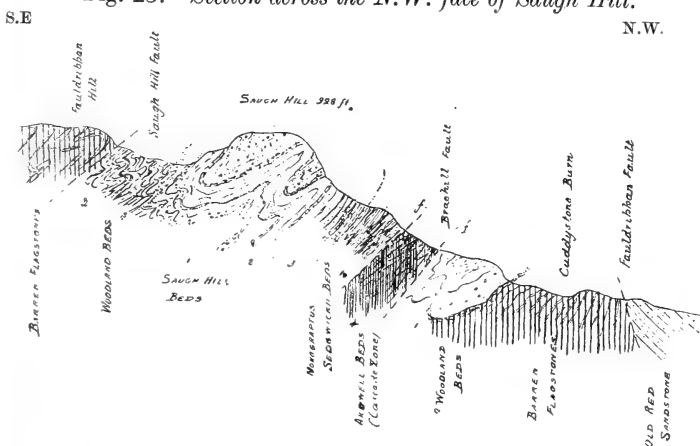 Fig. 23. Section across the N.W. face of Saugh Hill.
S.E
N.W.
Fauldribban
Hill
Saugh Hill Fault
SAUGH HILL 928 ft.
Braehill Fault
Cuddystone Burn
Fauldribban Fault
BARREN FLAGSTONES
WOODLAND BEDS
SAUGH HILL
BEDS
MONOGRAPTUS
SEDGWICKII BEDS
ARDWELL BEDS
(Cascade Zone)
? WOODLAND
BEDS
BARREN
FLAGSTONES
OLD RED
SANDSTONE